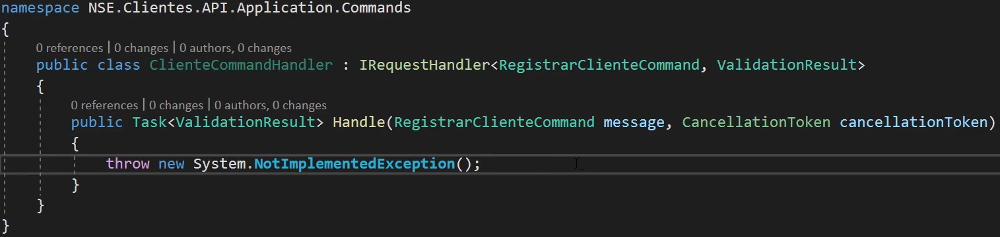 namespace NSE.Clientes.API.Application.Commands
{
0 references | 0 changes | 0 authors, 0 changes
public class ClienteCommandHandler : IRequestHandler<RegistrarClienteCommand, ValidationResult>
{
0 references | 0 changes | 0 authors, 0 changes
public Task<ValidationResult> Handle(RegistrarClienteCommand message, CancellationToken cancellationToken)
{
throw new System.NotImplementedException();
}
}
}